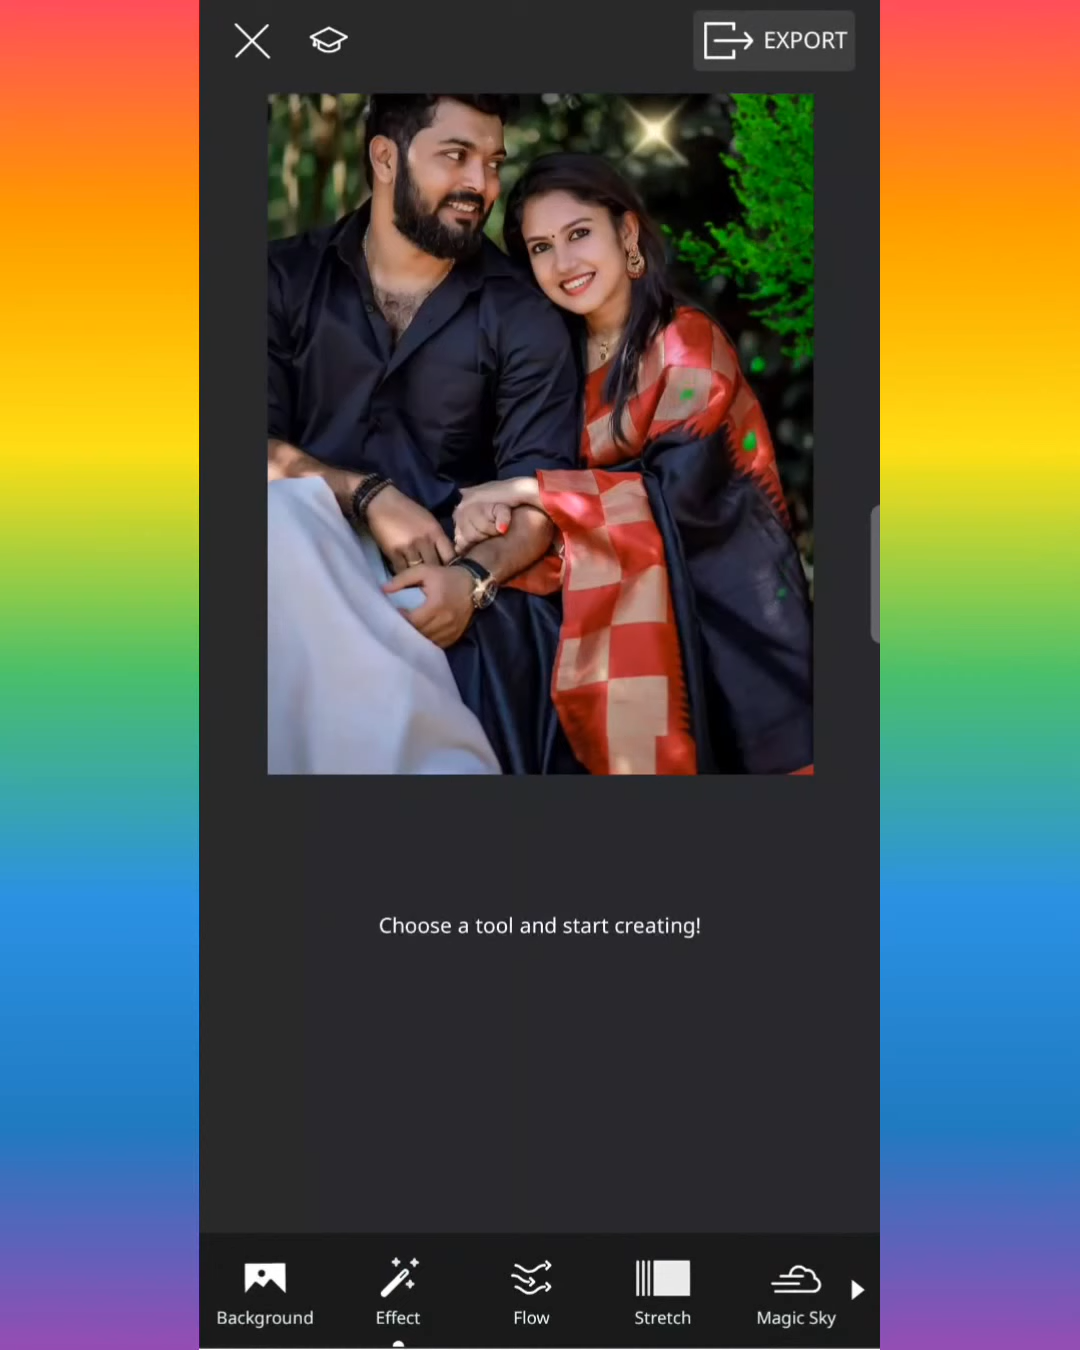 EXPORT
Choose a tool and start creating!
Background
Effect
Flow
Stretch
Magic Sky